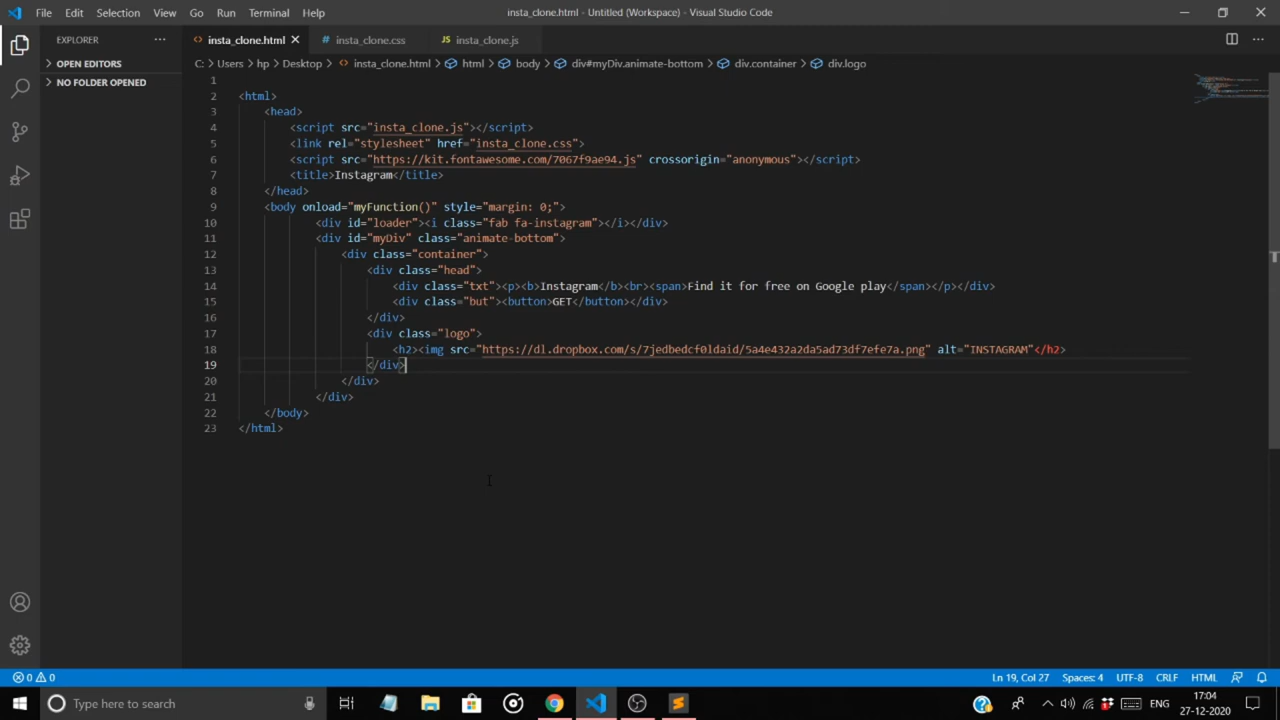 File Edit Selection View Go Run Terminal Help insta_clone.html - Untitled (Workspace) - Visual Studio Code
EXPLORER ... insta_clone.html insta_clone.css JS insta_clone.js
OPEN EDITORS
NO FOLDER OPENED
C: > Users > hp > Desktop > insta_clone.html > html > body > div#myDiv.animate-bottom > div.container > div.logo
1
2 <html>
3 <head>
4 <script src="insta_clone.js"></script>
5 <link rel="stylesheet" href="insta_clone.css">
6 <script src="https://kit.fontawesome.com/7067f9ae94.js" crossorigin="anonymous"></script>
7 <title>Instagram</title>
8 </head>
9 <body onload="myFunction()" style="margin: 0;">
10 <div id="loader"><i class="fab fa-instagram"></i></div>
11 <div id="myDiv" class="animate-bottom">
12 <div class="container">
13 <div class="head">
14 <div class="txt"><p><b>Instagram</b><br><span>Find it for free on Google play</span></p></div>
15 <div class="but"><button>GET</button></div>
16 </div>
17 <div class="logo">
18 <h2><img src="https://dl.dropbox.com/s/7jedbedcf0ldaid/5a4e432a2da5ad73df7efe7a.png" alt="INSTAGRAM"</h2>
19 </div>
20 </div>
21 </div>
22 </body>
23 </html>
0 0 Ln 19, Col 27 Spaces: 4 UTF-8 CRLF HTML
Type here to search ENG
17:04
27-12-2020